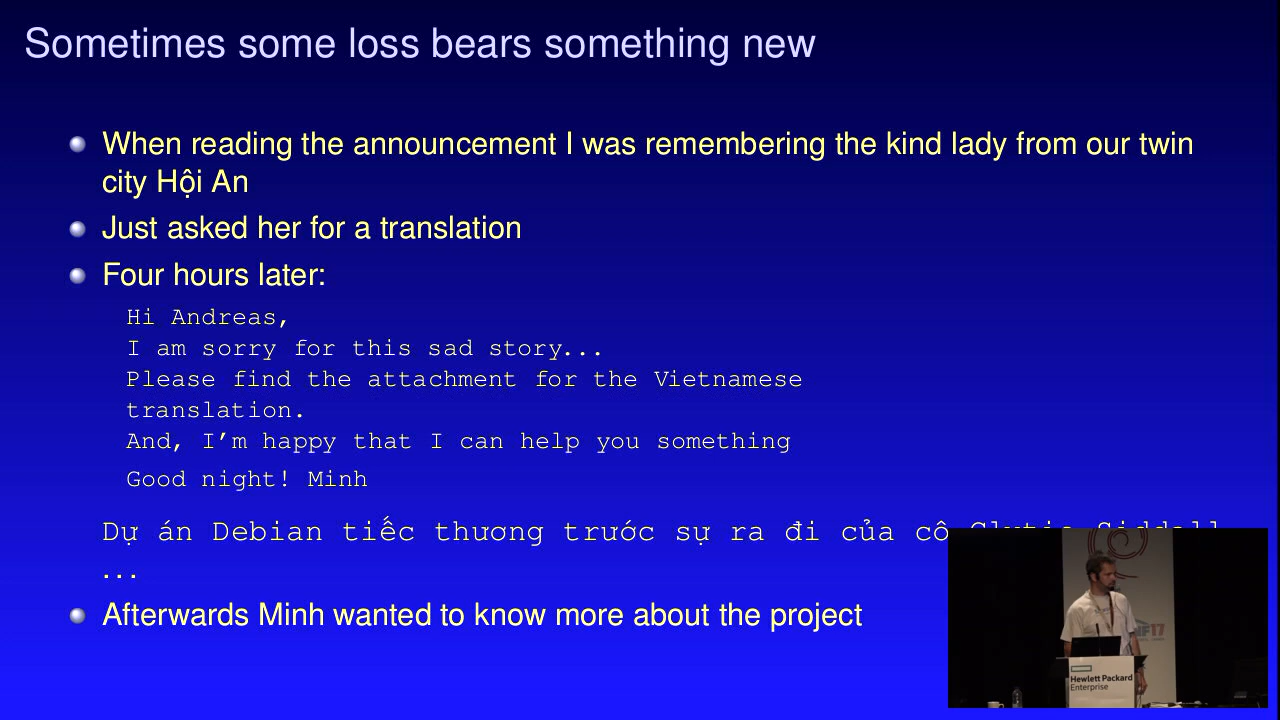 Sometimes some loss bears something new
When reading the announcement I was remembering the kind lady from our twin
city Hội An
Just asked her for a translation
Four hours later:
Hi Andreas,
I am sorry for this sad story...
Please find the attachment for the Vietnamese
translation.
And, I'm happy that I can help you something
Good night! Minh
Dự án Debian tiếc thương trước sự ra đi của cô
...
Afterwards Minh wanted to know more about the project
F17
Hewlett Packard
Enterprise